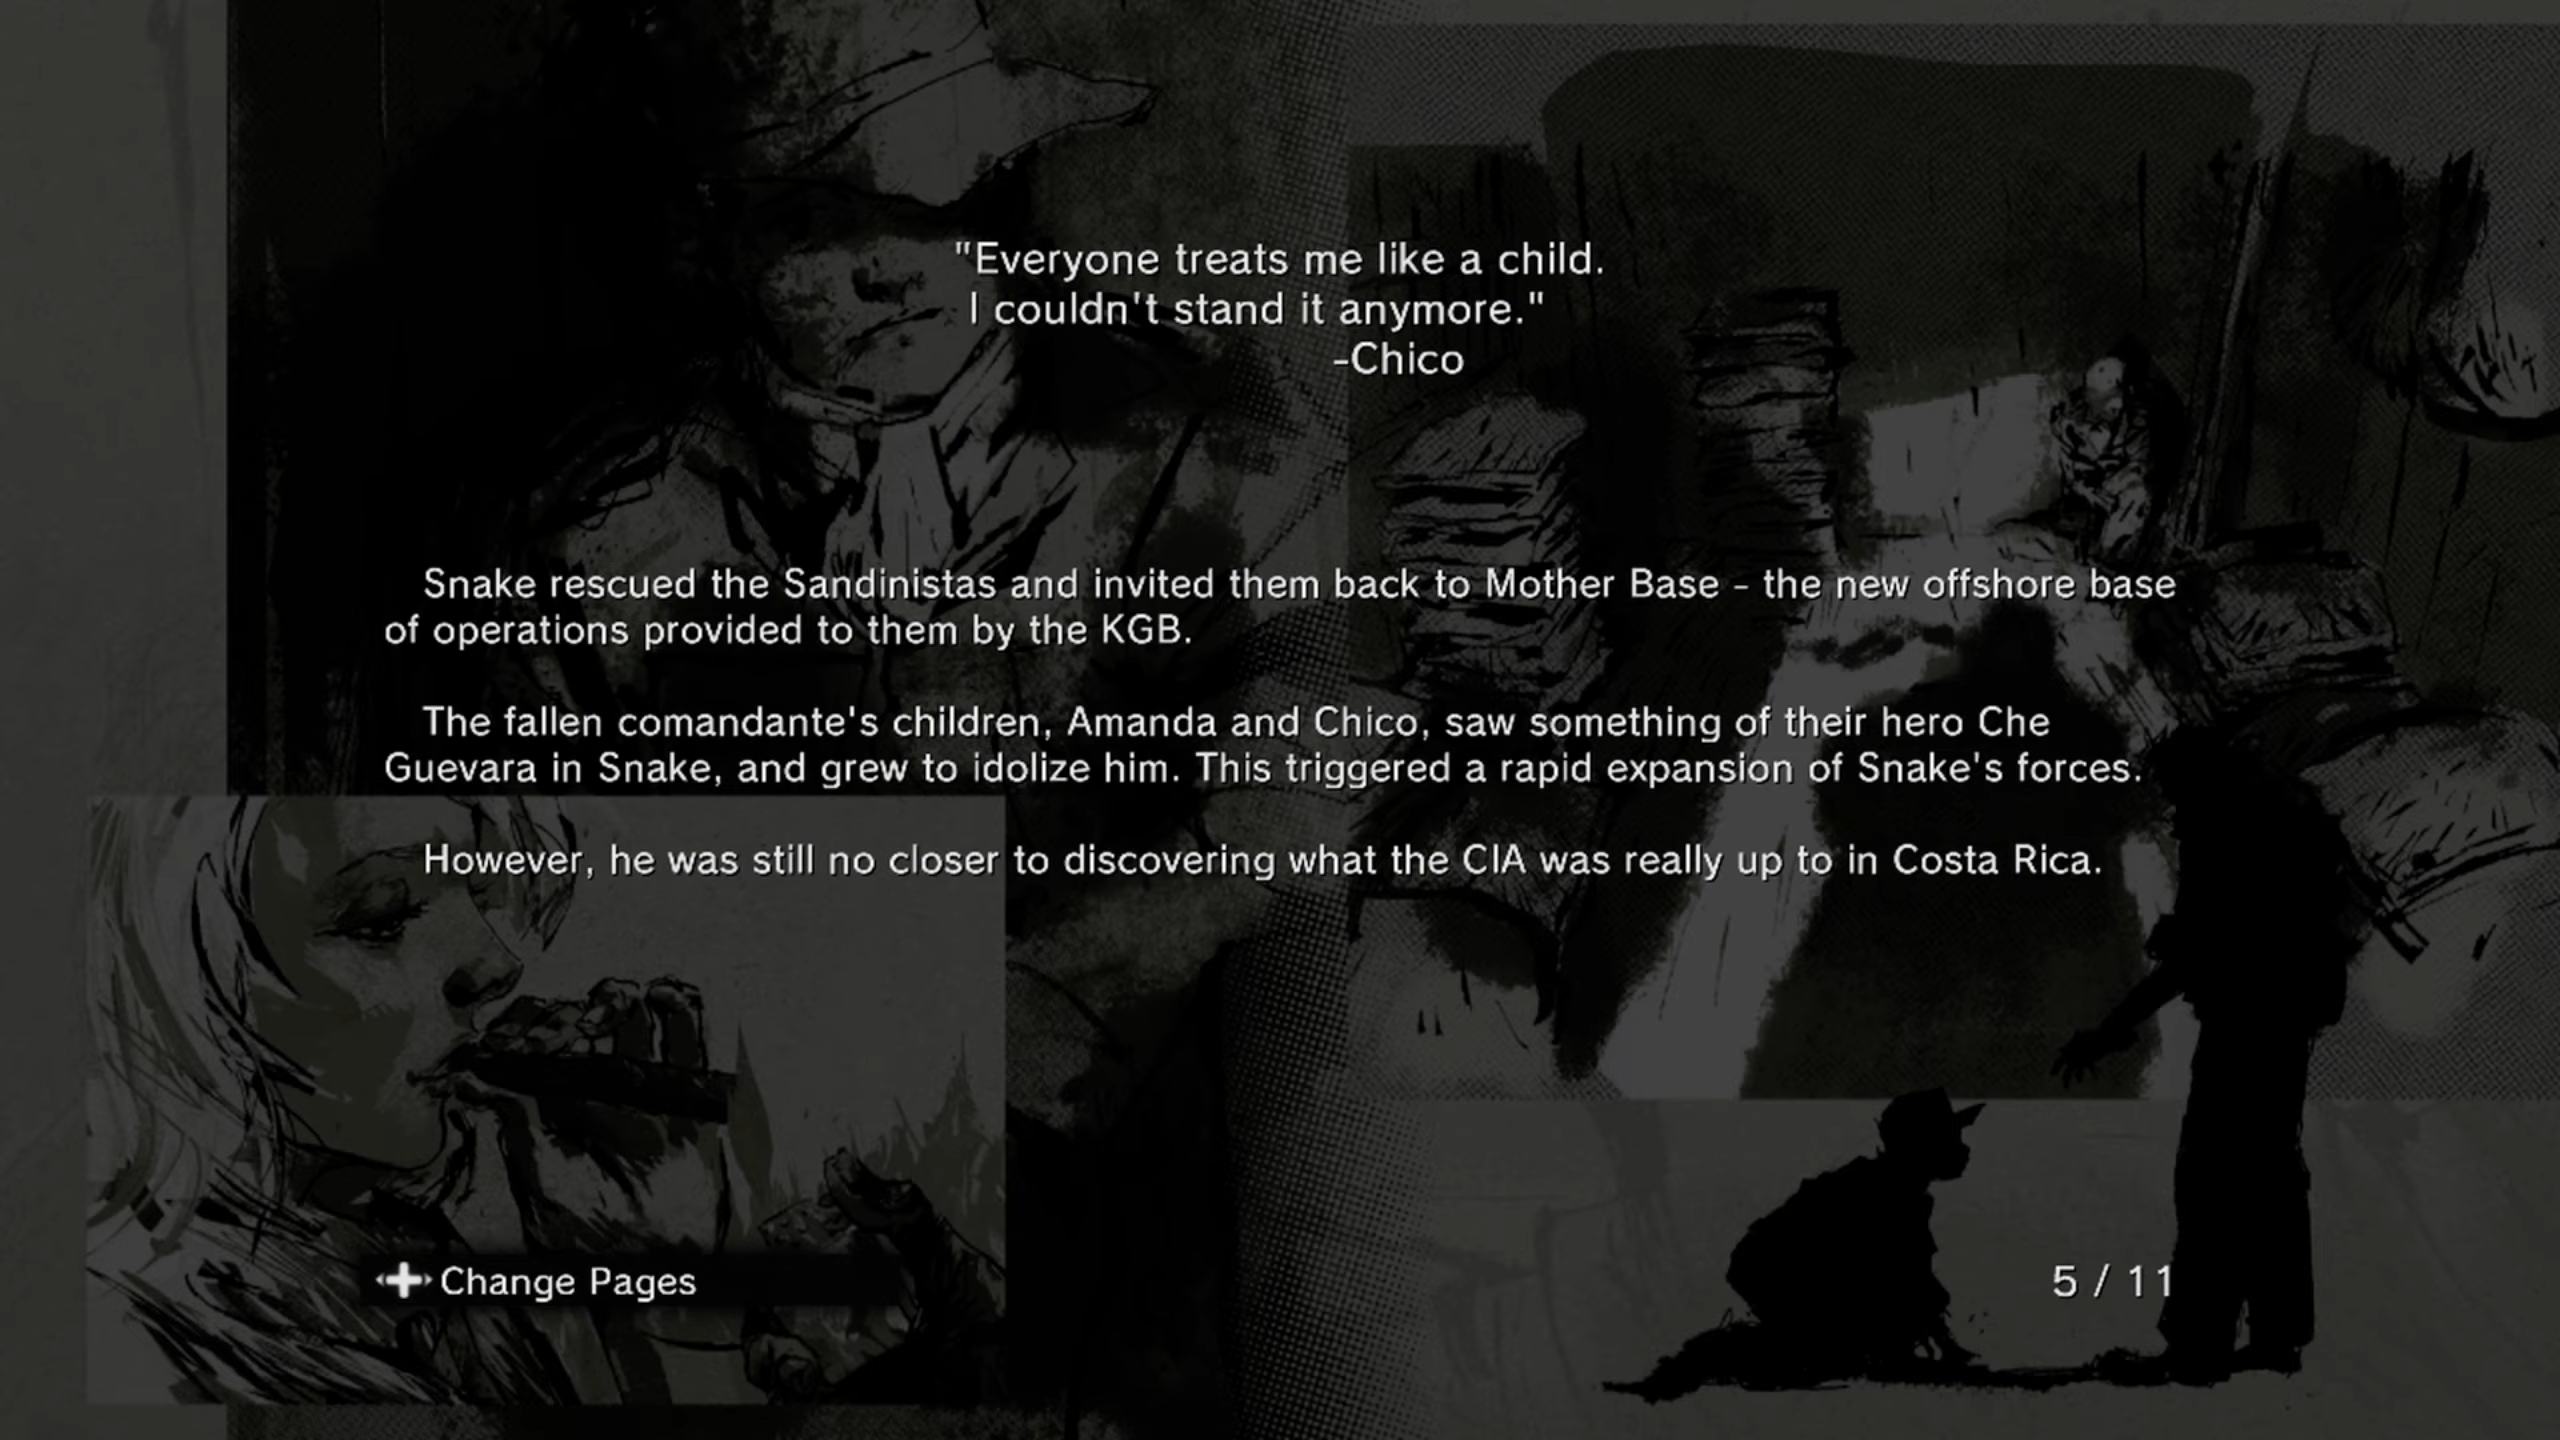 "Everyone treats me like a child.
I couldn't stand it anymore."
-Chico
Snake rescued the Sandinistas and invited them back to Mother Base - the new offshore base
of operations provided to them by the KGB.
The fallen comandante's children, Amanda and Chico, saw something of their hero Che
Guevara in Snake, and grew to idolize him. This triggered a rapid expansion of Snake's forces.
However, he was still no closer to discovering what the CIA was really up to in Costa Rica.
Change Pages
5 / 11